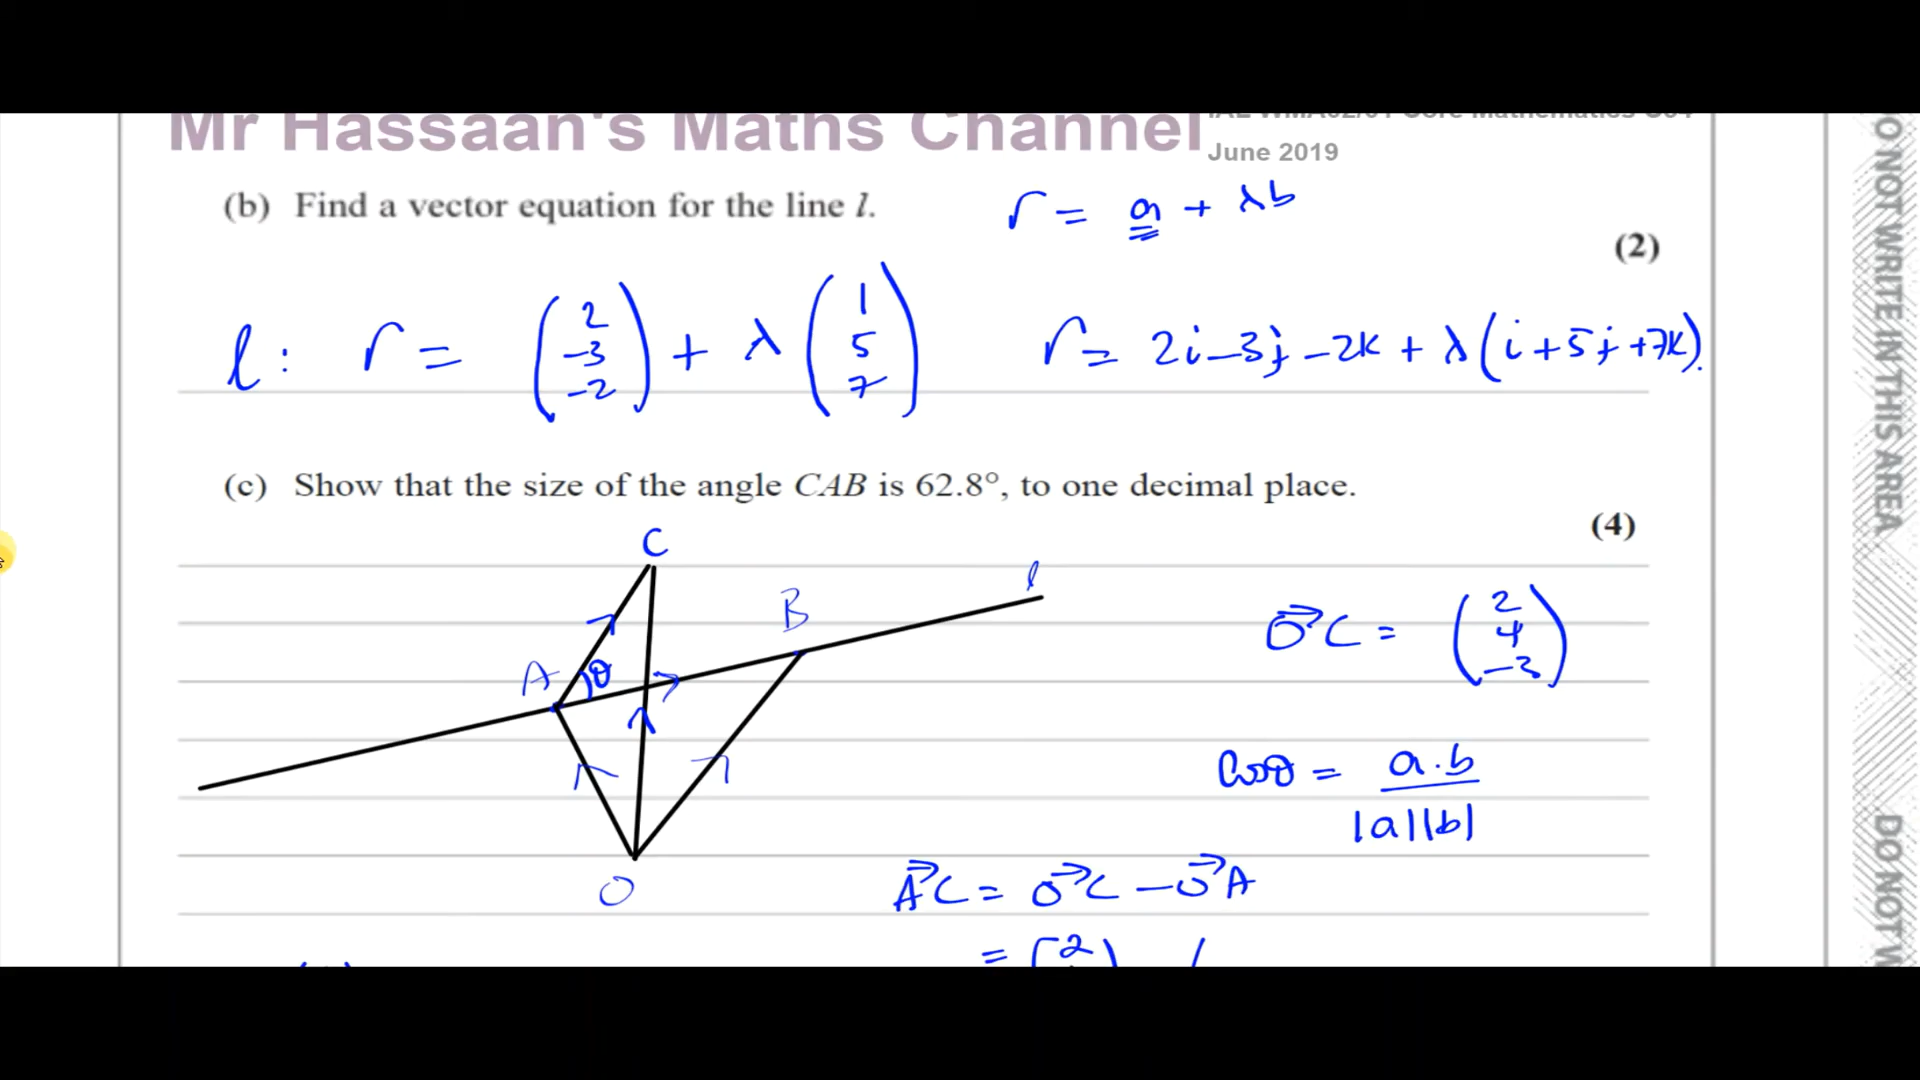 Mr Hassaan's Maths Channel
June 2019
(b) Find a vector equation for the line l.
r = a + λb
(2)
l: r = (2 -3 -2) + λ (1 5 7)
r = 2i - 3j - 2k + λ(i + 5j + 7k).
(c) Show that the size of the angle CAB is 62.8°, to one decimal place.
(4)
C
l
B
A
θ
O
OC = (2 4 -3)
cosθ = a.b / |a||b|
AC = OC - OA
= (2
O NOT WRITE IN THIS AREA
DO NOT W